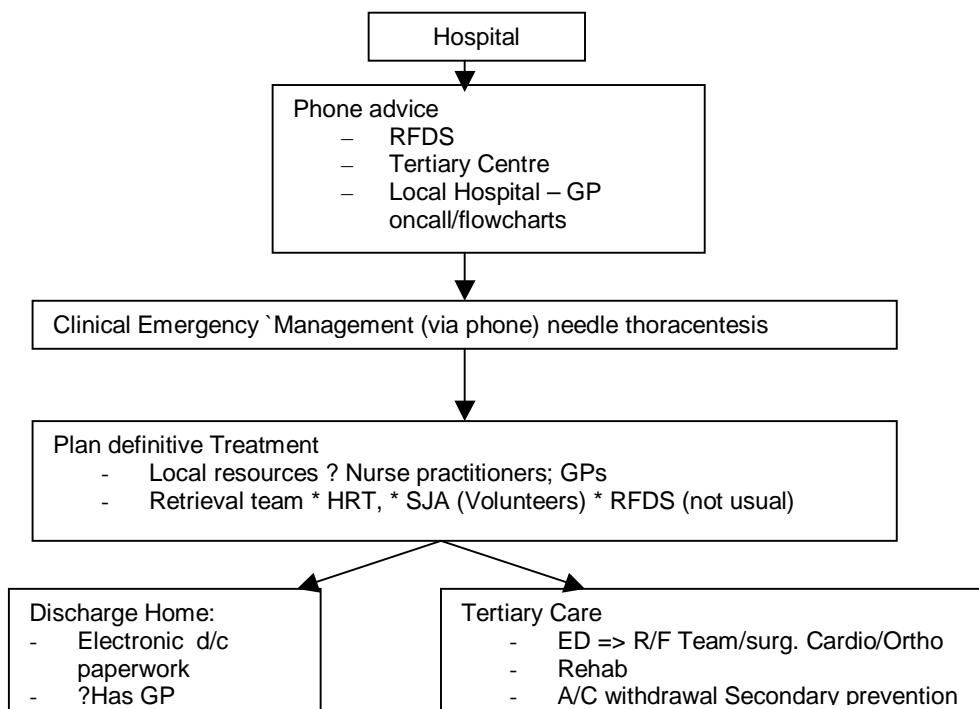 Hospital
Phone advice
– RFDS
– Tertiary Centre
– Local Hospital – GP
oncall/flowcharts
Clinical Emergency `Management (via phone) needle thoracentesis
Plan definitive Treatment
- Local resources ? Nurse practitioners; GPs
- Retrieval team * HRT, * SJA (Volunteers) * RFDS (not usual)
Discharge Home:
- Electronic d/c
paperwork
- ?Has GP
Tertiary Care
- ED => R/F Team/surg. Cardio/Ortho
- Rehab
- A/C withdrawal Secondary prevention